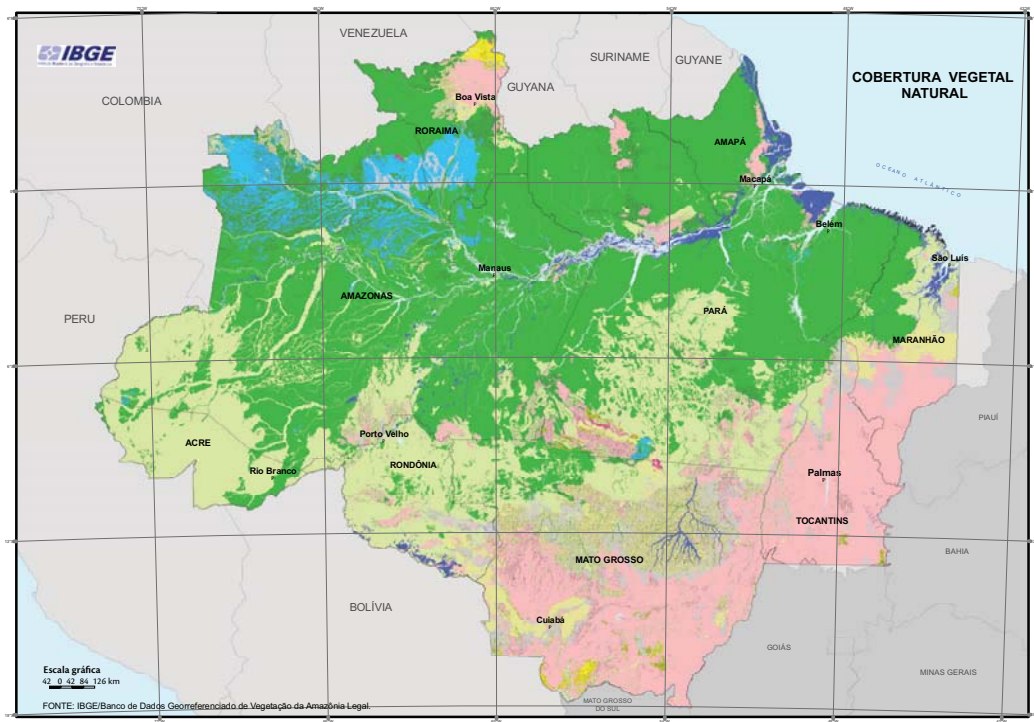 IBGE
COBERTURA VEGETAL
NATURAL
VENEZUELA
SURINAME
GUYANE
GUYANA
COLOMBIA
Boa Vista
RORAIMA
AMAPÁ
Macapá
OCEANO ATLÂNTICO
Belém
São Luís
Manaus
AMAZONAS
PARÁ
PERU
MARANHÃO
PIAUÍ
ACRE
Porto Velho
Rio Branco
RONDÔNIA
Palmas
TOCANTINS
MATO GROSSO
BAHIA
BOLÍVIA
Cuiabá
GOIÁS
MINAS GERAIS
MATO GROSSO
DO SUL
Escala gráfica
42 0 42 84 126 km
FONTE: IBGE/Banco de Dados Georreferenciado de Vegetação da Amazônia Legal.